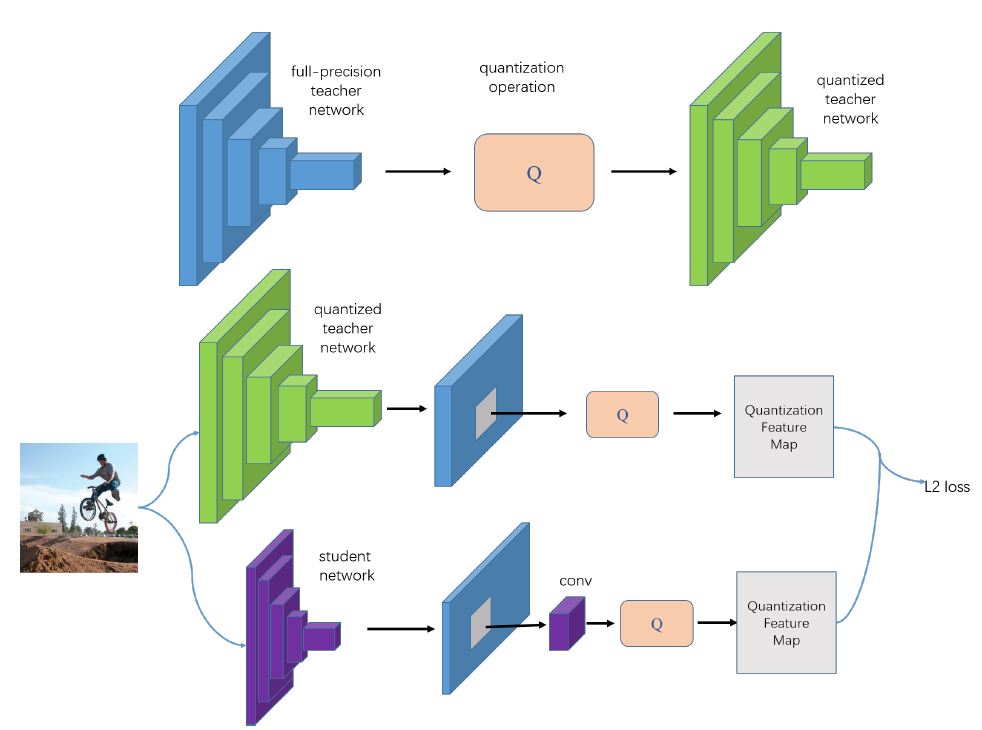 full-precision
teacher
network
quantization
operation
Q
quantized
teacher
network
quantized
teacher
network
Q
Quantization
Feature
Map
L2 loss
student
network
conv
Q
Quantization
Feature
Map